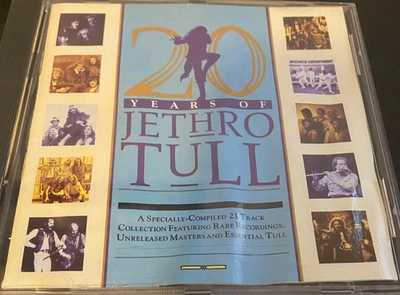 20
YEARS OF
JETHRO
TULL
A SPECIALLY-COMPILED 21 TRACK
COLLECTION FEATURING RARE RECORDINGS,
UNRELEASED MASTERS AND ESSENTIAL TULL